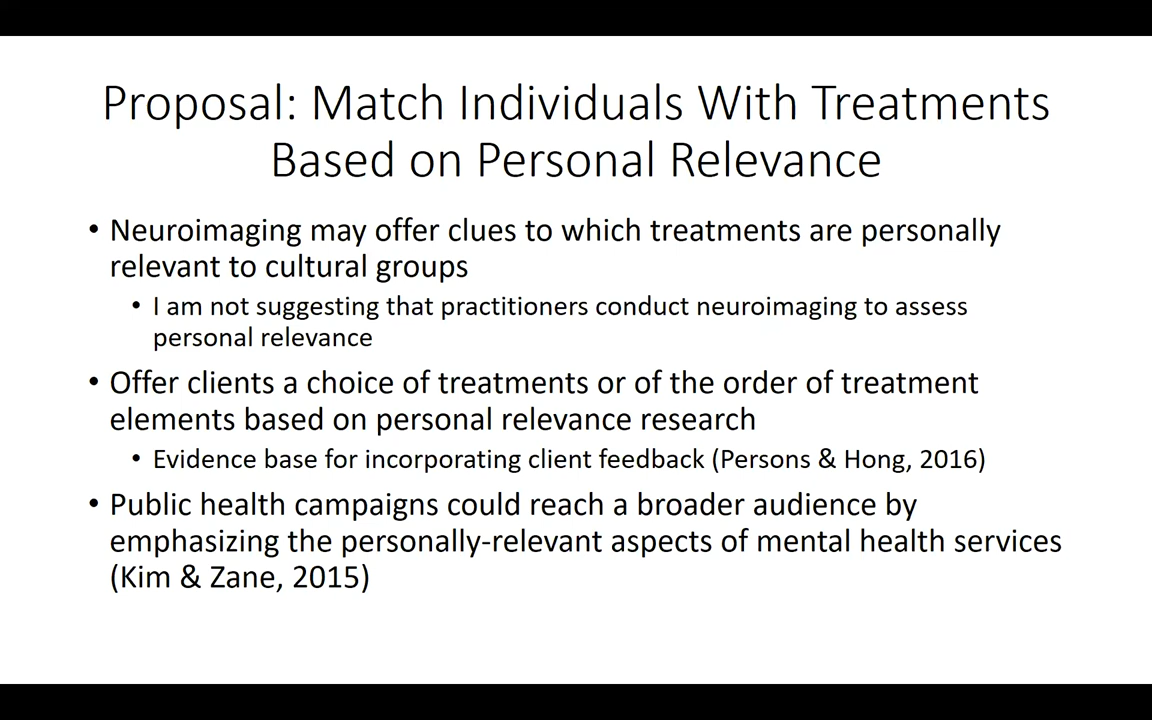 Proposal: Match Individuals With Treatments
Based on Personal Relevance
• Neuroimaging may offer clues to which treatments are personally
relevant to cultural groups
• I am not suggesting that practitioners conduct neuroimaging to assess
personal relevance
• Offer clients a choice of treatments or of the order of treatment
elements based on personal relevance research
• Evidence base for incorporating client feedback (Persons & Hong, 2016)
• Public health campaigns could reach a broader audience by
emphasizing the personally-relevant aspects of mental health services
(Kim & Zane, 2015)